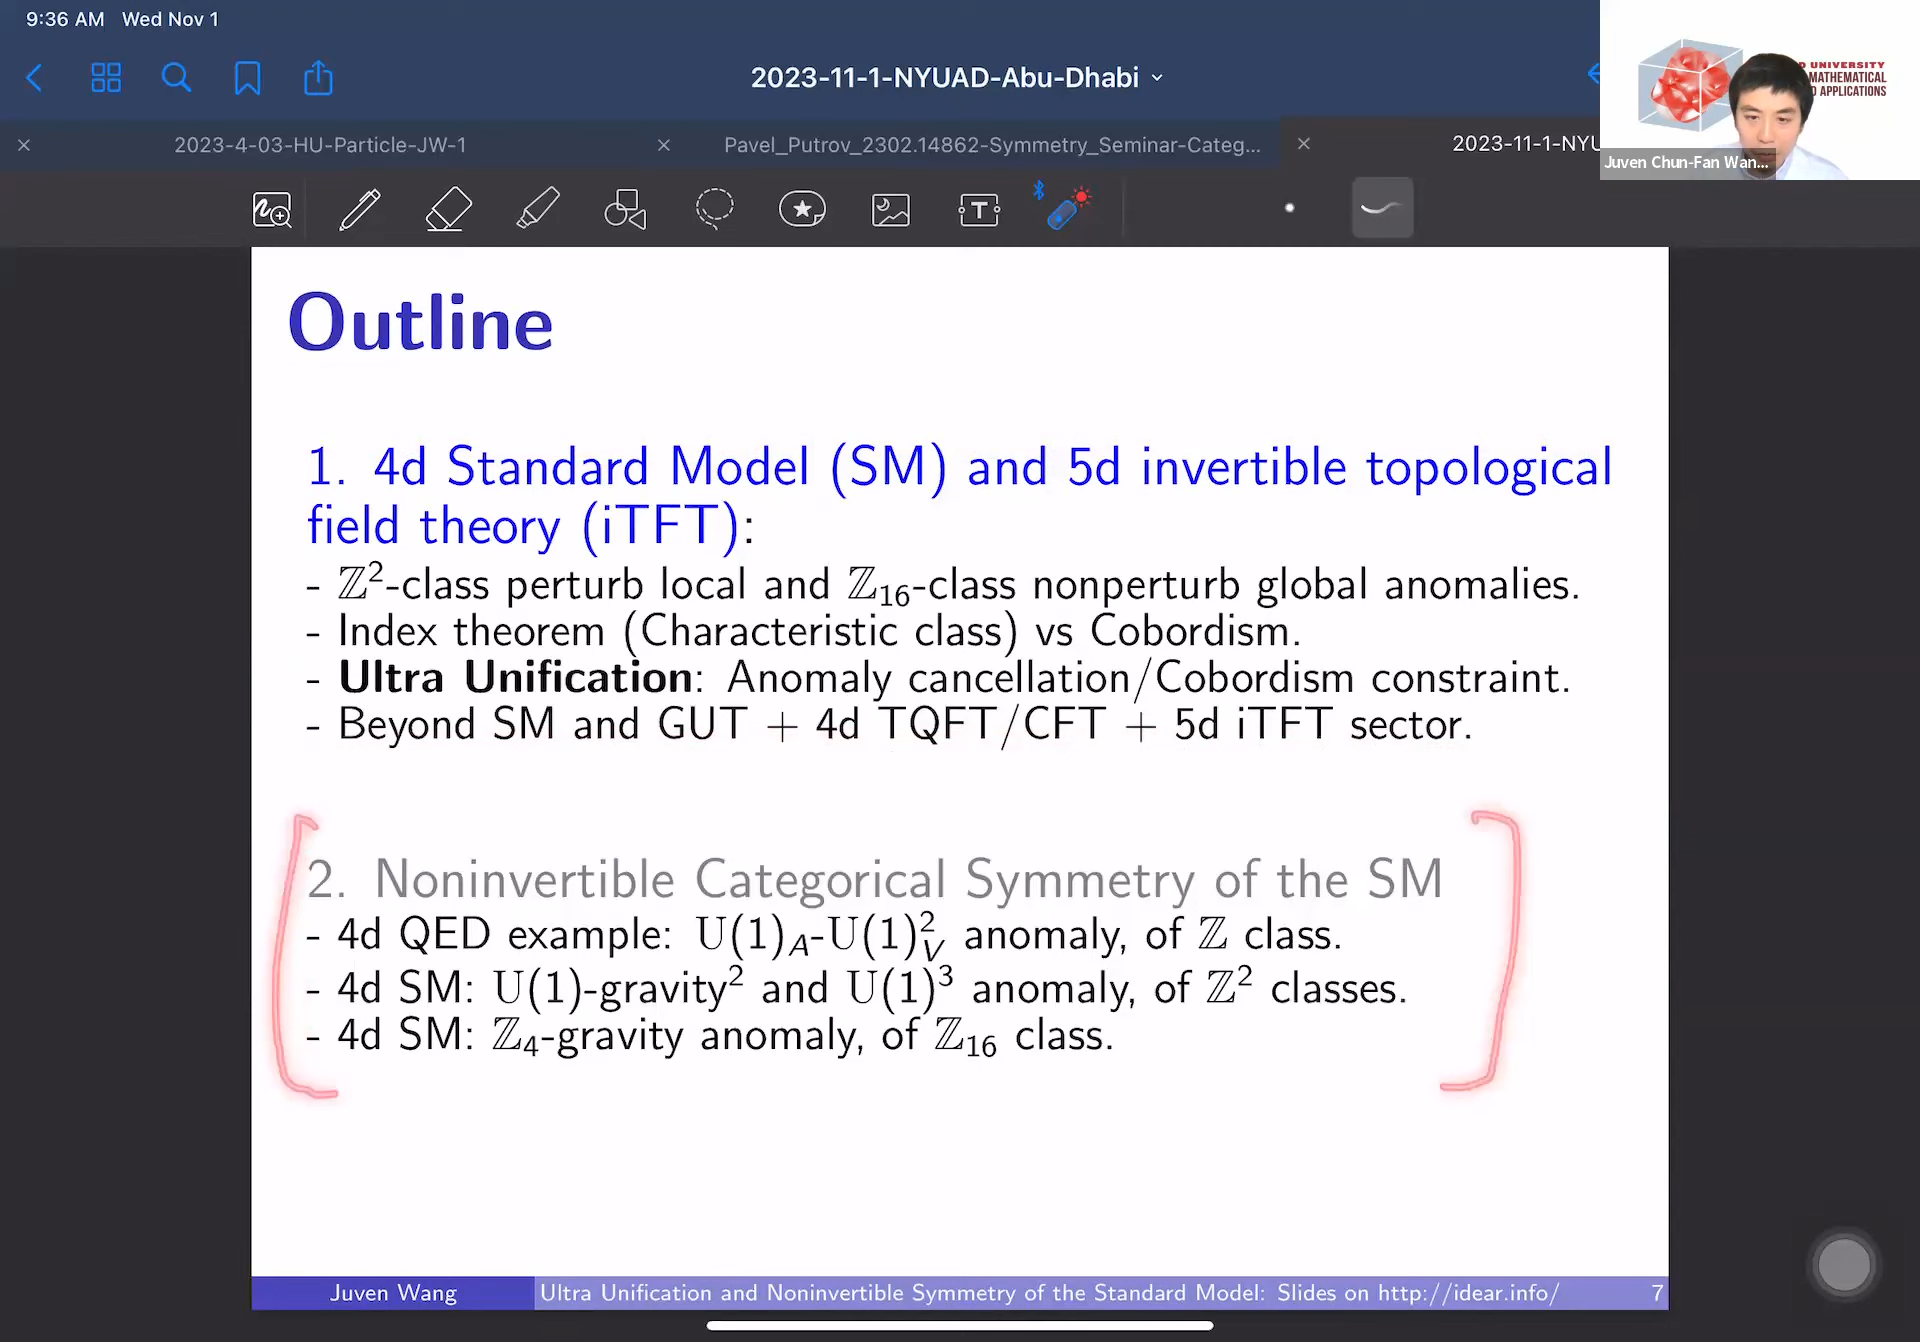 9:36 AM Wed Nov 1
2023-11-1-NYUAD-Abu-Dhabi
UNIVERSITY
MATHEMATICAL
APPLICATIONS
Juven Chun-Fan Wan...
2023-4-03-HU-Particle-JW-1
Pavel_Putrov_2302.14862-Symmetry_Seminar-Categ...
2023-11-1-NYU
T
Outline
1. 4d Standard Model (SM) and 5d invertible topological
field theory (iTFT):
- ℤ²-class perturb local and ℤ₁₆-class nonperturb global anomalies.
- Index theorem (Characteristic class) vs Cobordism.
- Ultra Unification: Anomaly cancellation/Cobordism constraint.
- Beyond SM and GUT + 4d TQFT/CFT + 5d iTFT sector.
2. Noninvertible Categorical Symmetry of the SM
- 4d QED example: U(1)_A-U(1)²_V anomaly, of ℤ class.
- 4d SM: U(1)-gravity² and U(1)³ anomaly, of ℤ² classes.
- 4d SM: ℤ₄-gravity anomaly, of ℤ₁₆ class.
Juven Wang
Ultra Unification and Noninvertible Symmetry of the Standard Model: Slides on http://idear.info/
7